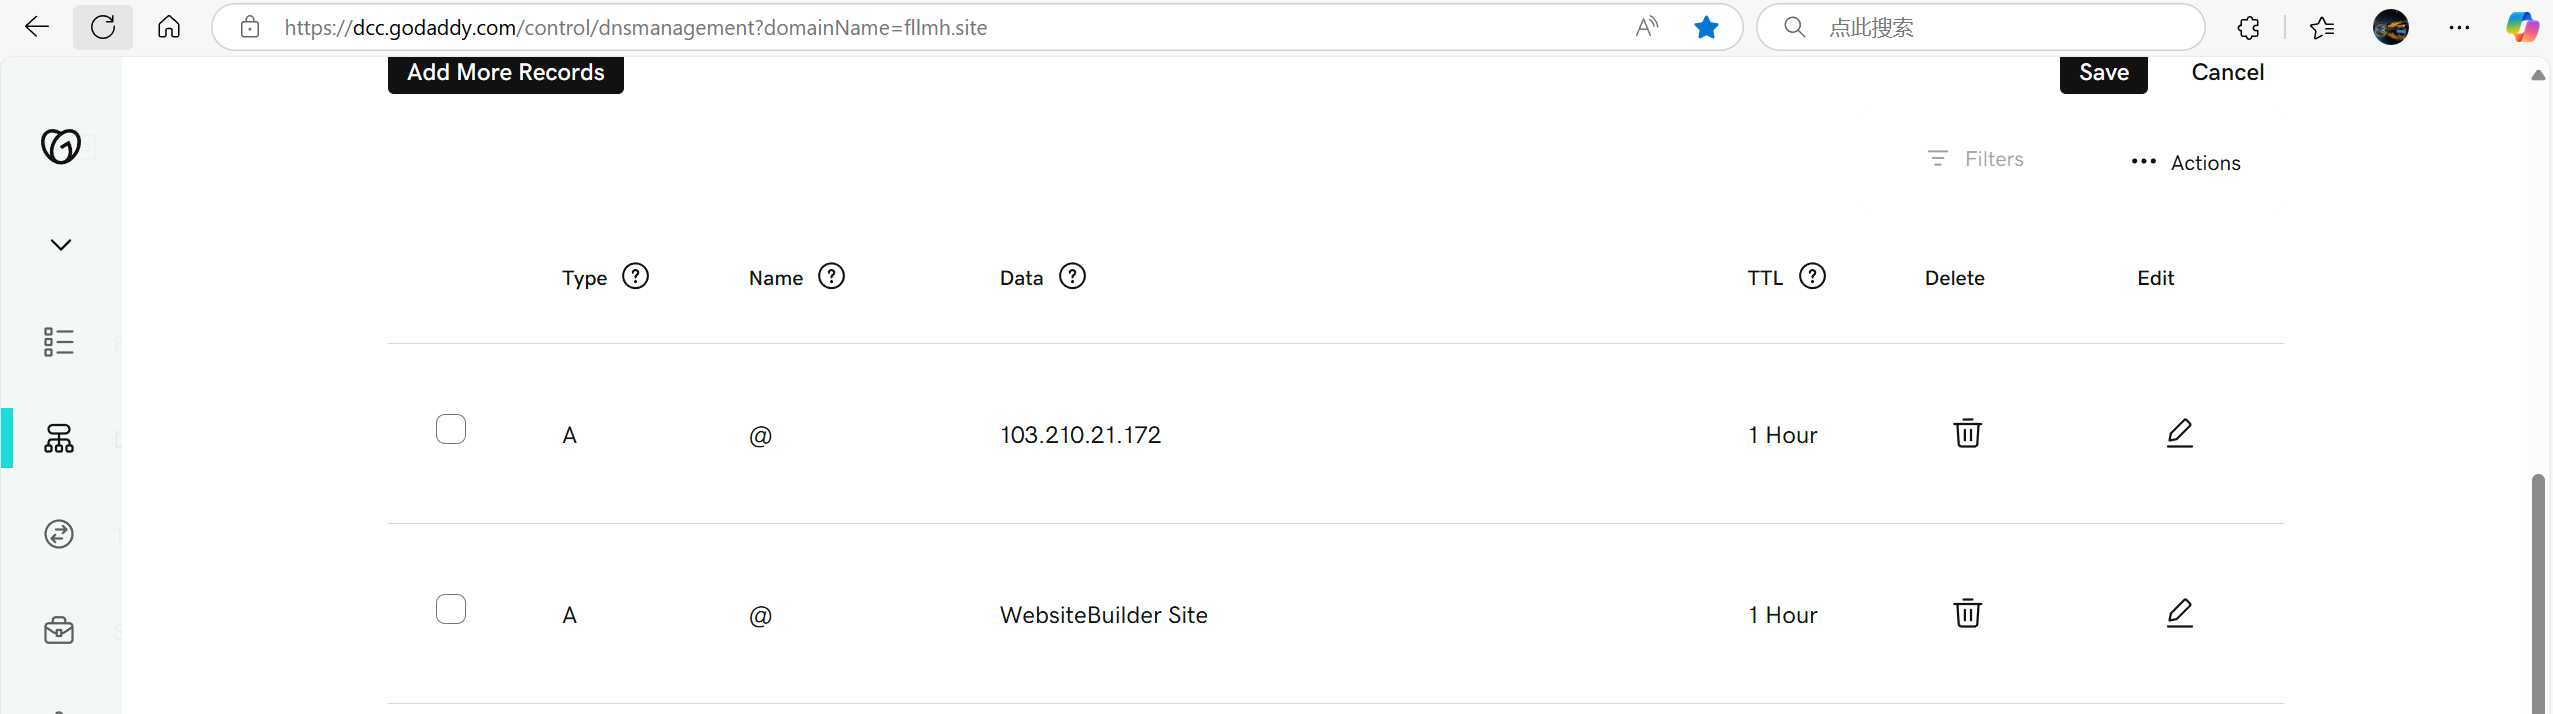 https://dcc.godaddy.com/control/dnsmanagement?domainName=fllmh.site
点此搜索
Add More Records
Save
Cancel
Filters
Actions
Type
Name
Data
TTL
Delete
Edit
A
@
103.210.21.172
1 Hour
A
@
WebsiteBuilder Site
1 Hour